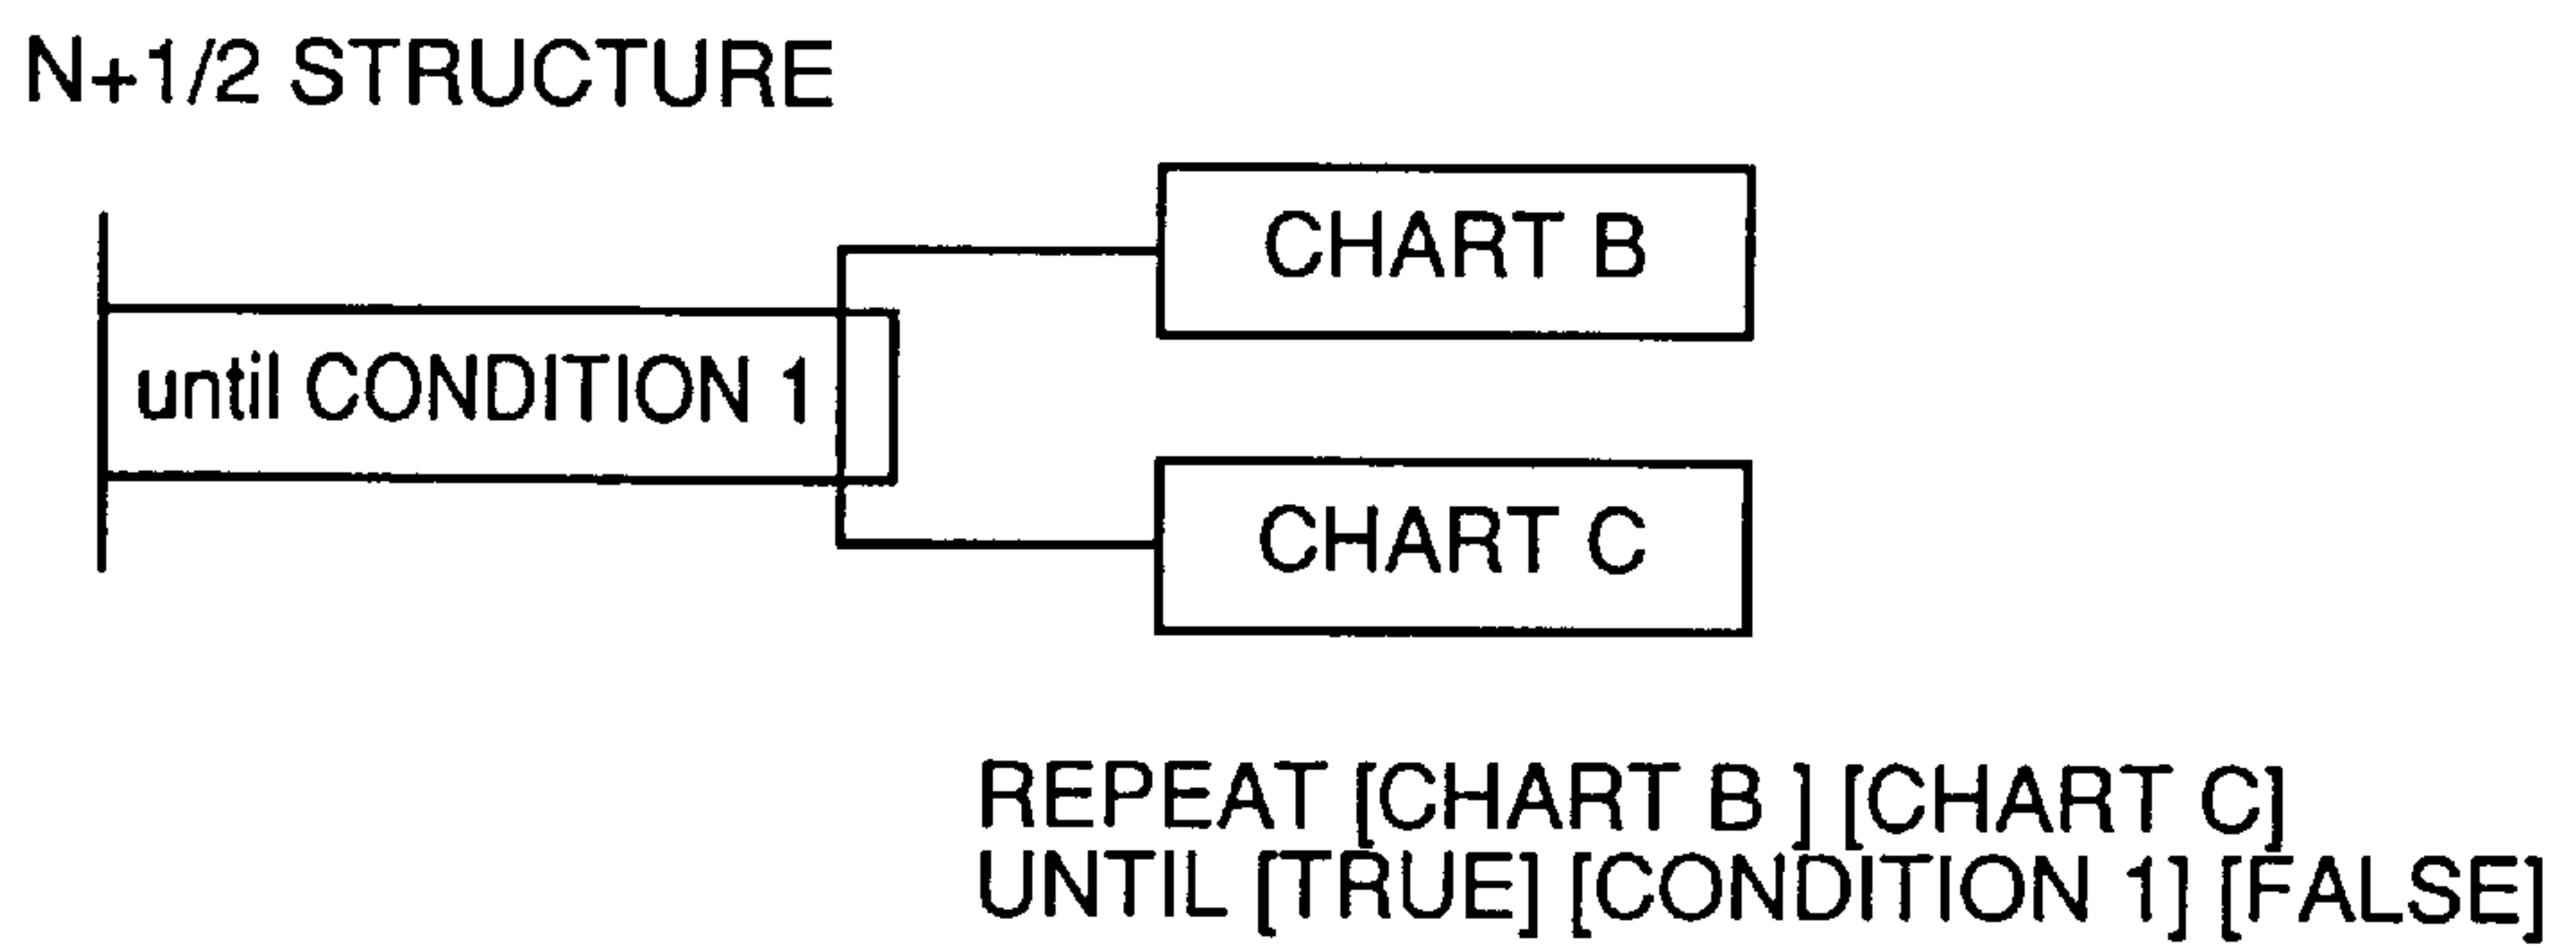 N+1/2 STRUCTURE
CHART B
until CONDITION 1
CHART C
REPEAT [CHART B ] [CHART C]
UNTIL [TRUE] [CONDITION 1] [FALSE]